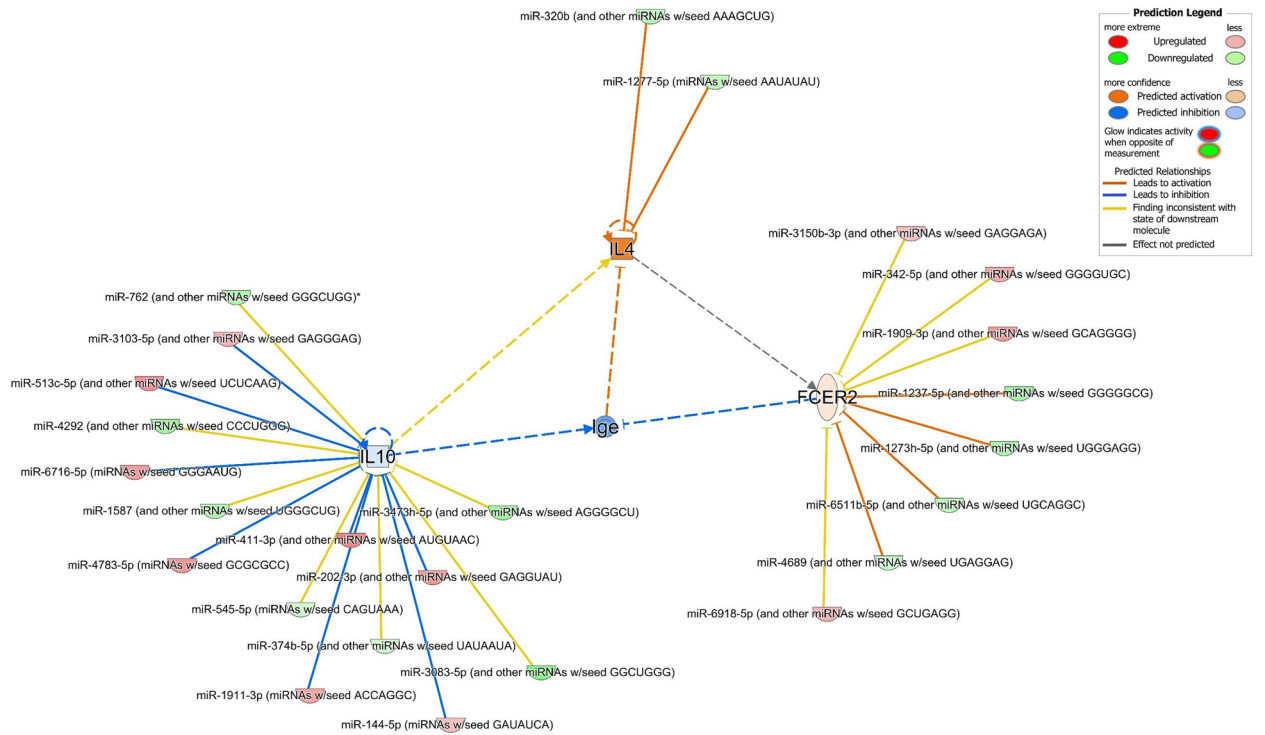 miR-320b (and other miRNAs w/seed AAAGCUG)
miR-1277-5p (miRNAs w/seed AAUAUAU)
IL4
miR-3150b-3p (and other miRNAs w/seed GAGGAGA)
miR-342-5p (and other miRNAs w/seed GGGGUGC)
miR-1909-3p (and other miRNAs w/seed GCAGGGG)
miR-1237-5p (and other miRNAs w/seed GGGGGCG)
FCER2
miR-1273h-5p (and other miRNAs w/seed UGGGAGG)
miR-6511b-5p (and other miRNAs w/seed UGCAGGC)
miR-4689 (and other miRNAs w/seed UGAGGAG)
miR-6918-5p (and other miRNAs w/seed GCUGAGG)
Ige
miR-762 (and other miRNAs w/seed GGGCUGG)*
miR-3103-5p (and other miRNAs w/seed GAGGGAG)
miR-513c-5p (and other miRNAs w/seed UCUCAAG)
miR-4292 (and other miRNAs w/seed CCCUGGG)
IL10
miR-6716-5p (miRNAs w/seed GGGAAUG)
miR-1587 (and other miRNAs w/seed UGGGCUG)
miR-3473h-5p (and other miRNAs w/seed AGGGGCU)
miR-411-3p (and other miRNAs w/seed AUGUAAC)
miR-4783-5p (miRNAs w/seed GCGCGCC)
miR-202-3p (and other miRNAs w/seed GAGGUAU)
miR-545-5p (miRNAs w/seed CAGUAAA)
miR-374b-5p (and other miRNAs w/seed UAUAAUA)
miR-3083-5p (and other miRNAs w/seed GGCUGGG)
miR-1911-3p (miRNAs w/seed ACCAGGC)
miR-144-5p (miRNAs w/seed GAUAUCA)
Prediction Legend
more extreme less
Upregulated
Downregulated
more confidence less
Predicted activation
Predicted inhibition
Glow indicates activity
when opposite of
measurement
Predicted Relationships
Leads to activation
Leads to inhibition
Finding inconsistent with
state of downstream
molecule
Effect not predicted